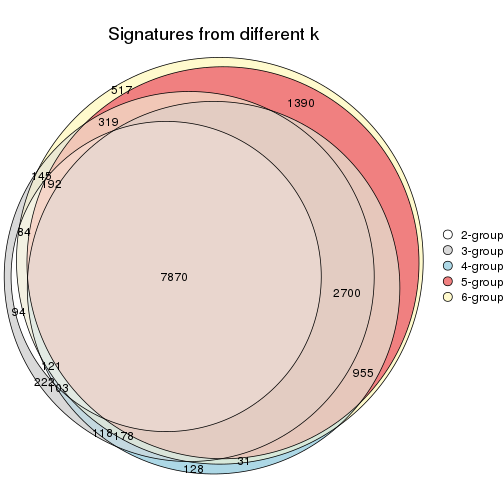 Signatures from different k
517
1390
319
145
192
84
2-group
3-group
4-group
5-group
6-group
7870
2700
94
121
955
222
103
118
178
31
128